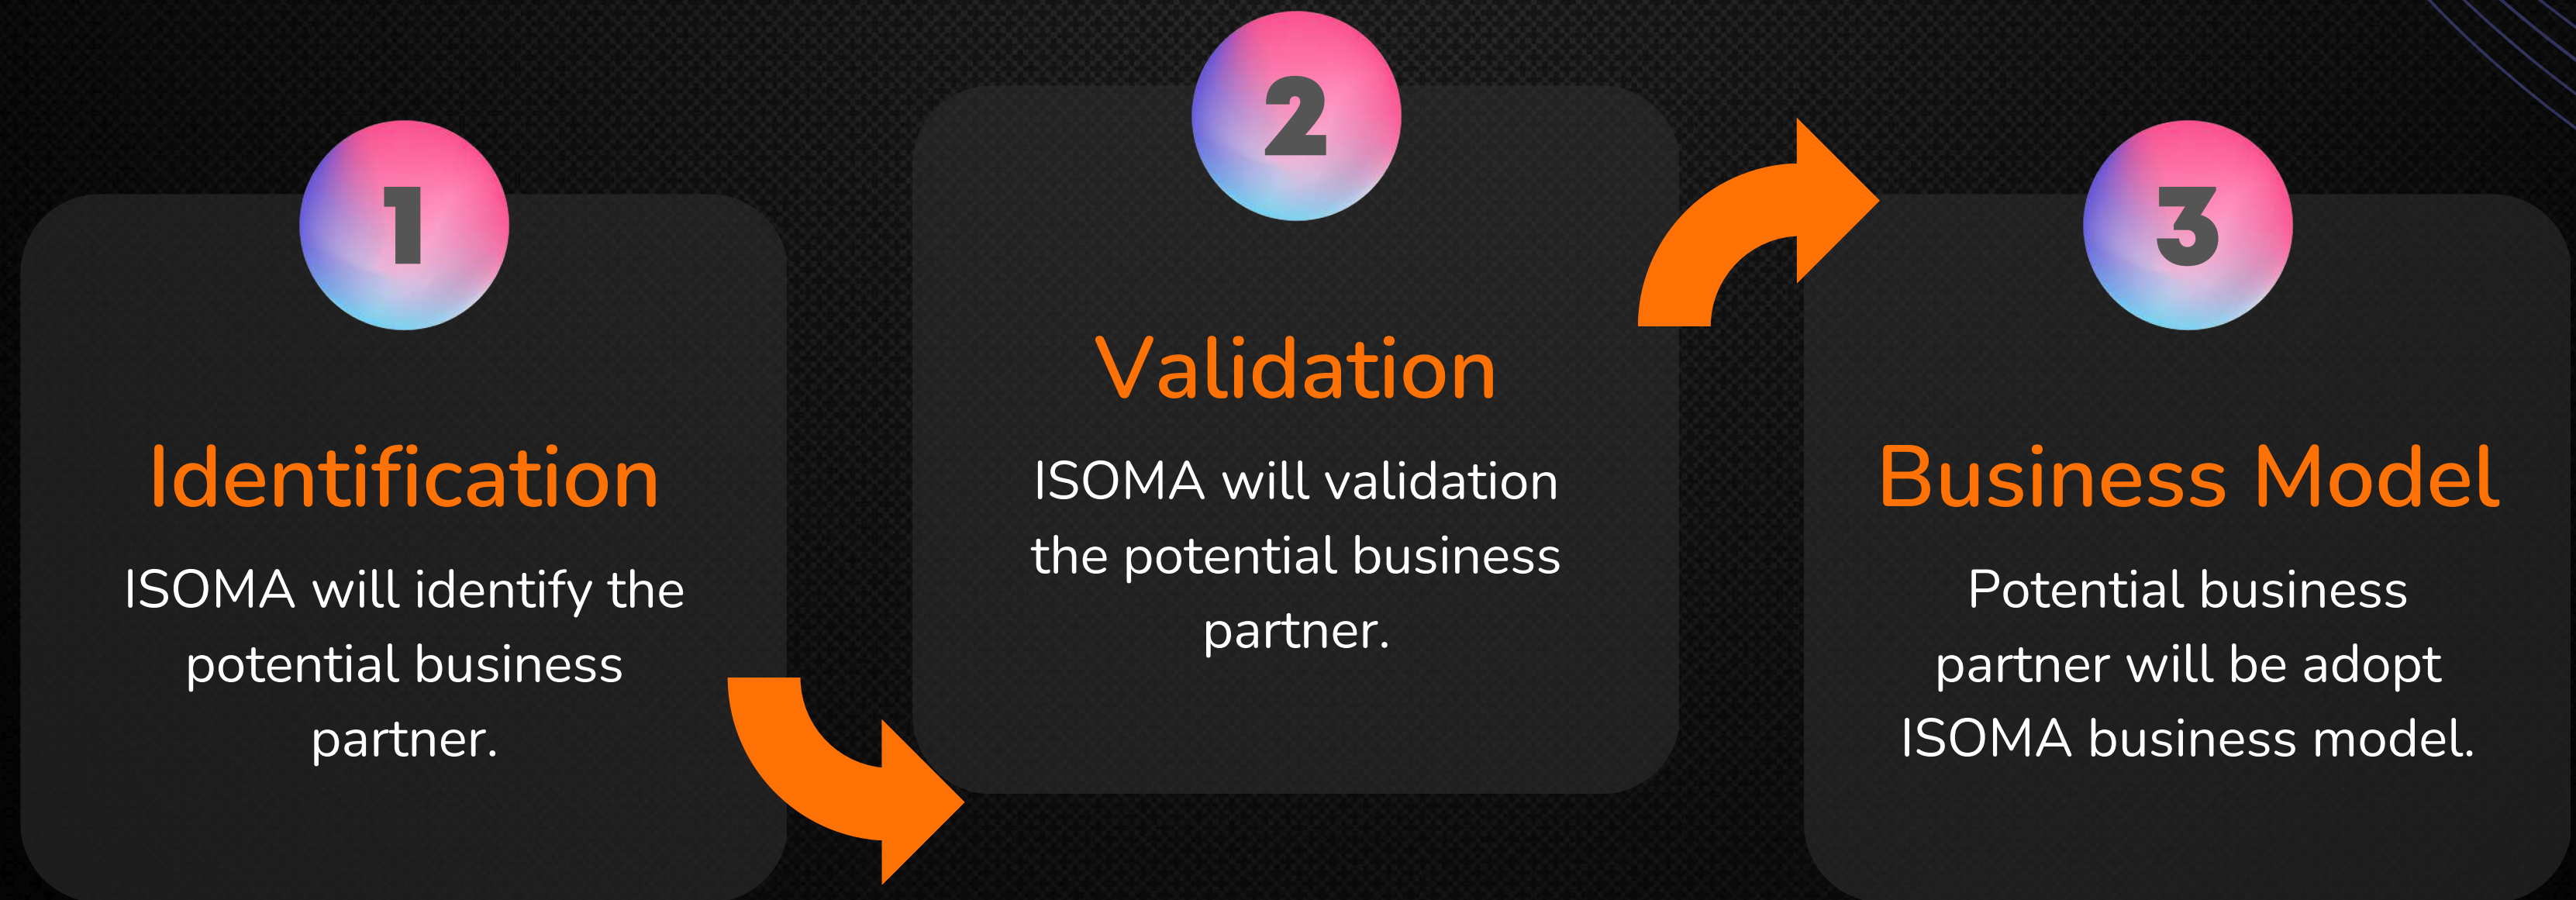 1
Identification
ISOMA will identify the
potential business
partner.
2
Validation
ISOMA will validation
the potential business
partner.
3
Business Model
Potential business
partner will be adopt
ISOMA business model.